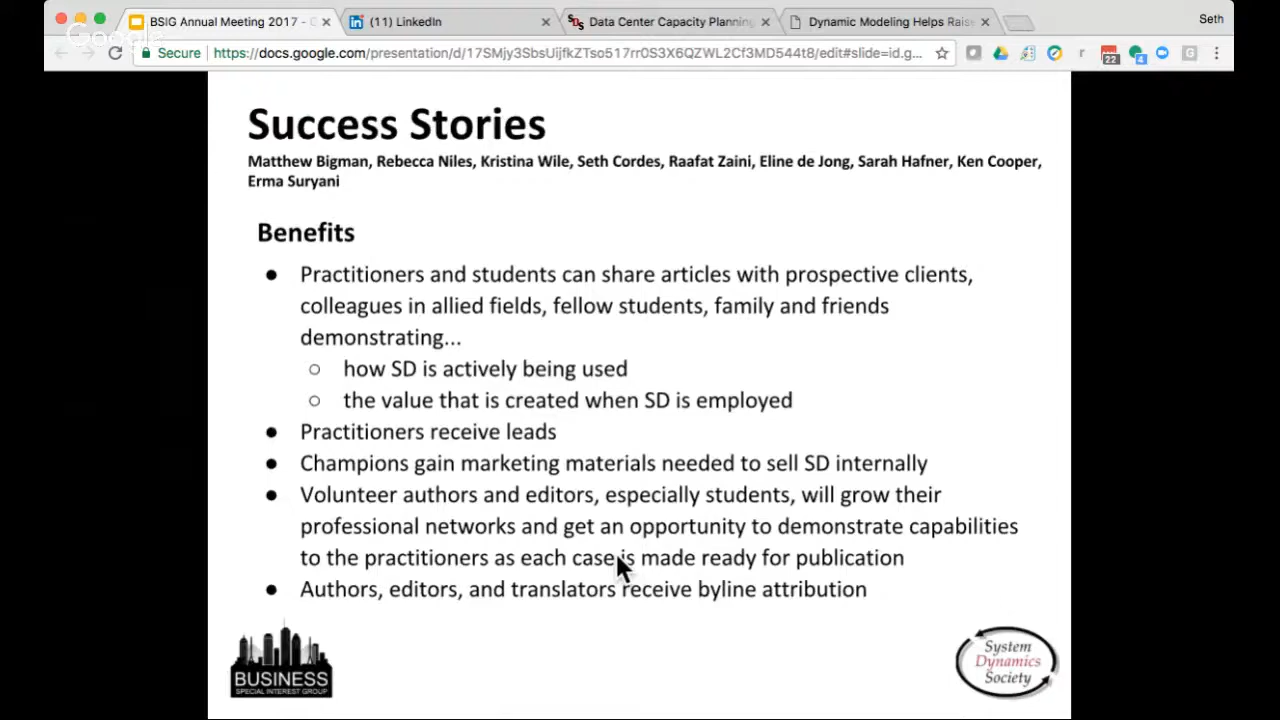 BSIG Annual Meeting 2017 - G
(11) LinkedIn
Data Center Capacity Planning
Dynamic Modeling Helps Raise
Seth
Google
Secure
https://docs.google.com/presentation/d/17SMjy3SbsUijfkZTso517rr0S3X6QZWL2Cf3MD544t8/edit#slide=id.g...
22
4
Success Stories
Matthew Bigman, Rebecca Niles, Kristina Wile, Seth Cordes, Raafat Zaini, Eline de Jong, Sarah Hafner, Ken Cooper,
Erma Suryani
Benefits
● Practitioners and students can share articles with prospective clients,
colleagues in allied fields, fellow students, family and friends
demonstrating...
○ how SD is actively being used
○ the value that is created when SD is employed
● Practitioners receive leads
● Champions gain marketing materials needed to sell SD internally
● Volunteer authors and editors, especially students, will grow their
professional networks and get an opportunity to demonstrate capabilities
to the practitioners as each case is made ready for publication
● Authors, editors, and translators receive byline attribution
BUSINESS
SPECIAL INTEREST GROUP
System
Dynamics
Society